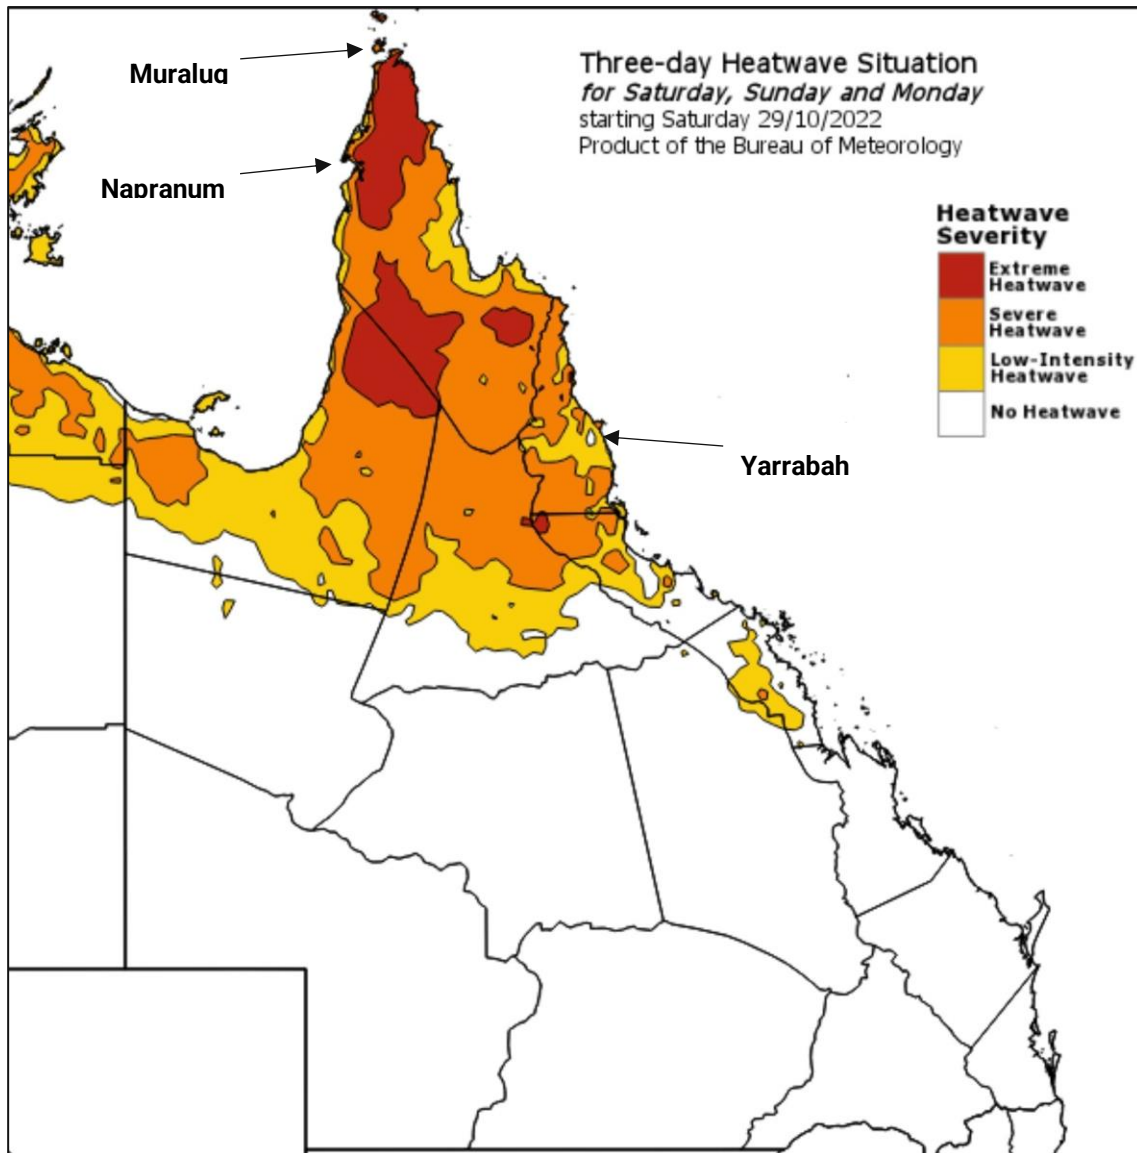 Muralug
Napranum
Yarrabah
Three-day Heatwave Situation
for Saturday, Sunday and Monday
starting Saturday 29/10/2022
Product of the Bureau of Meteorology
Heatwave
Severity
Extreme
Heatwave
Severe
Heatwave
Low-Intensity
Heatwave
No Heatwave